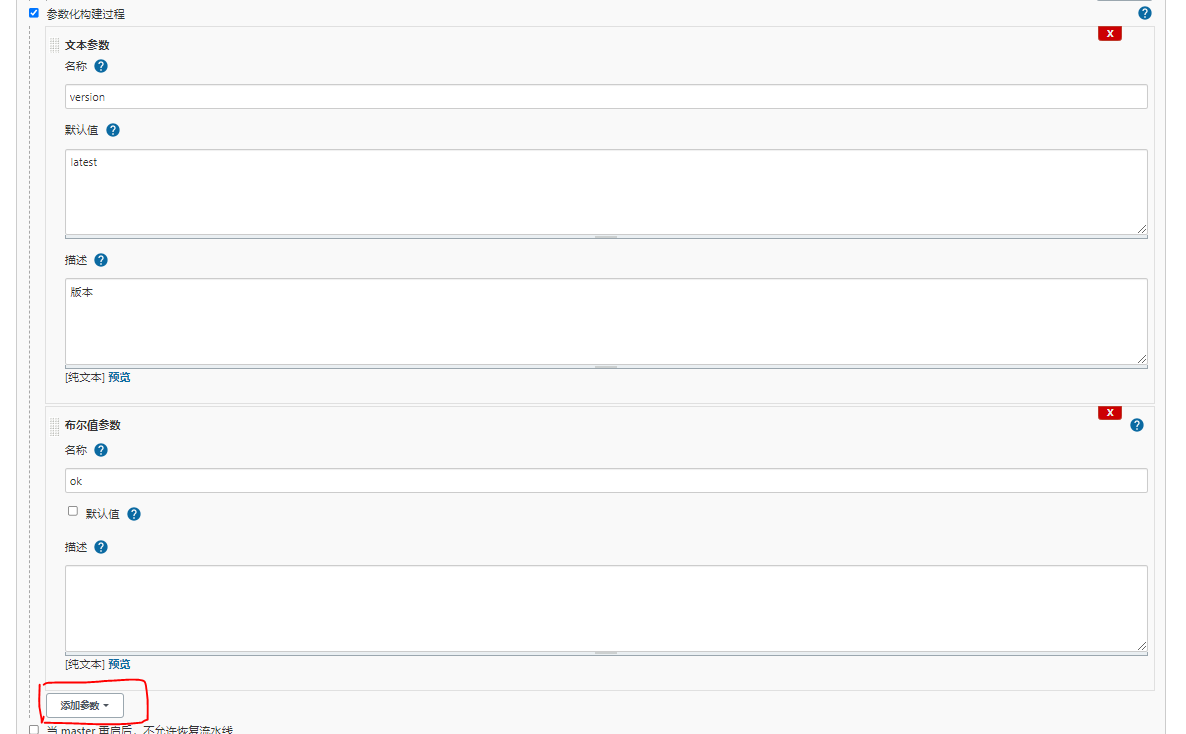 参数化构建过程
文本参数
名称
version
默认值
latest
描述
版本
[纯文本] 预览
布尔值参数
名称
ok
默认值
描述
[纯文本] 预览
添加参数
当 master 重启后，不允许恢复流水线